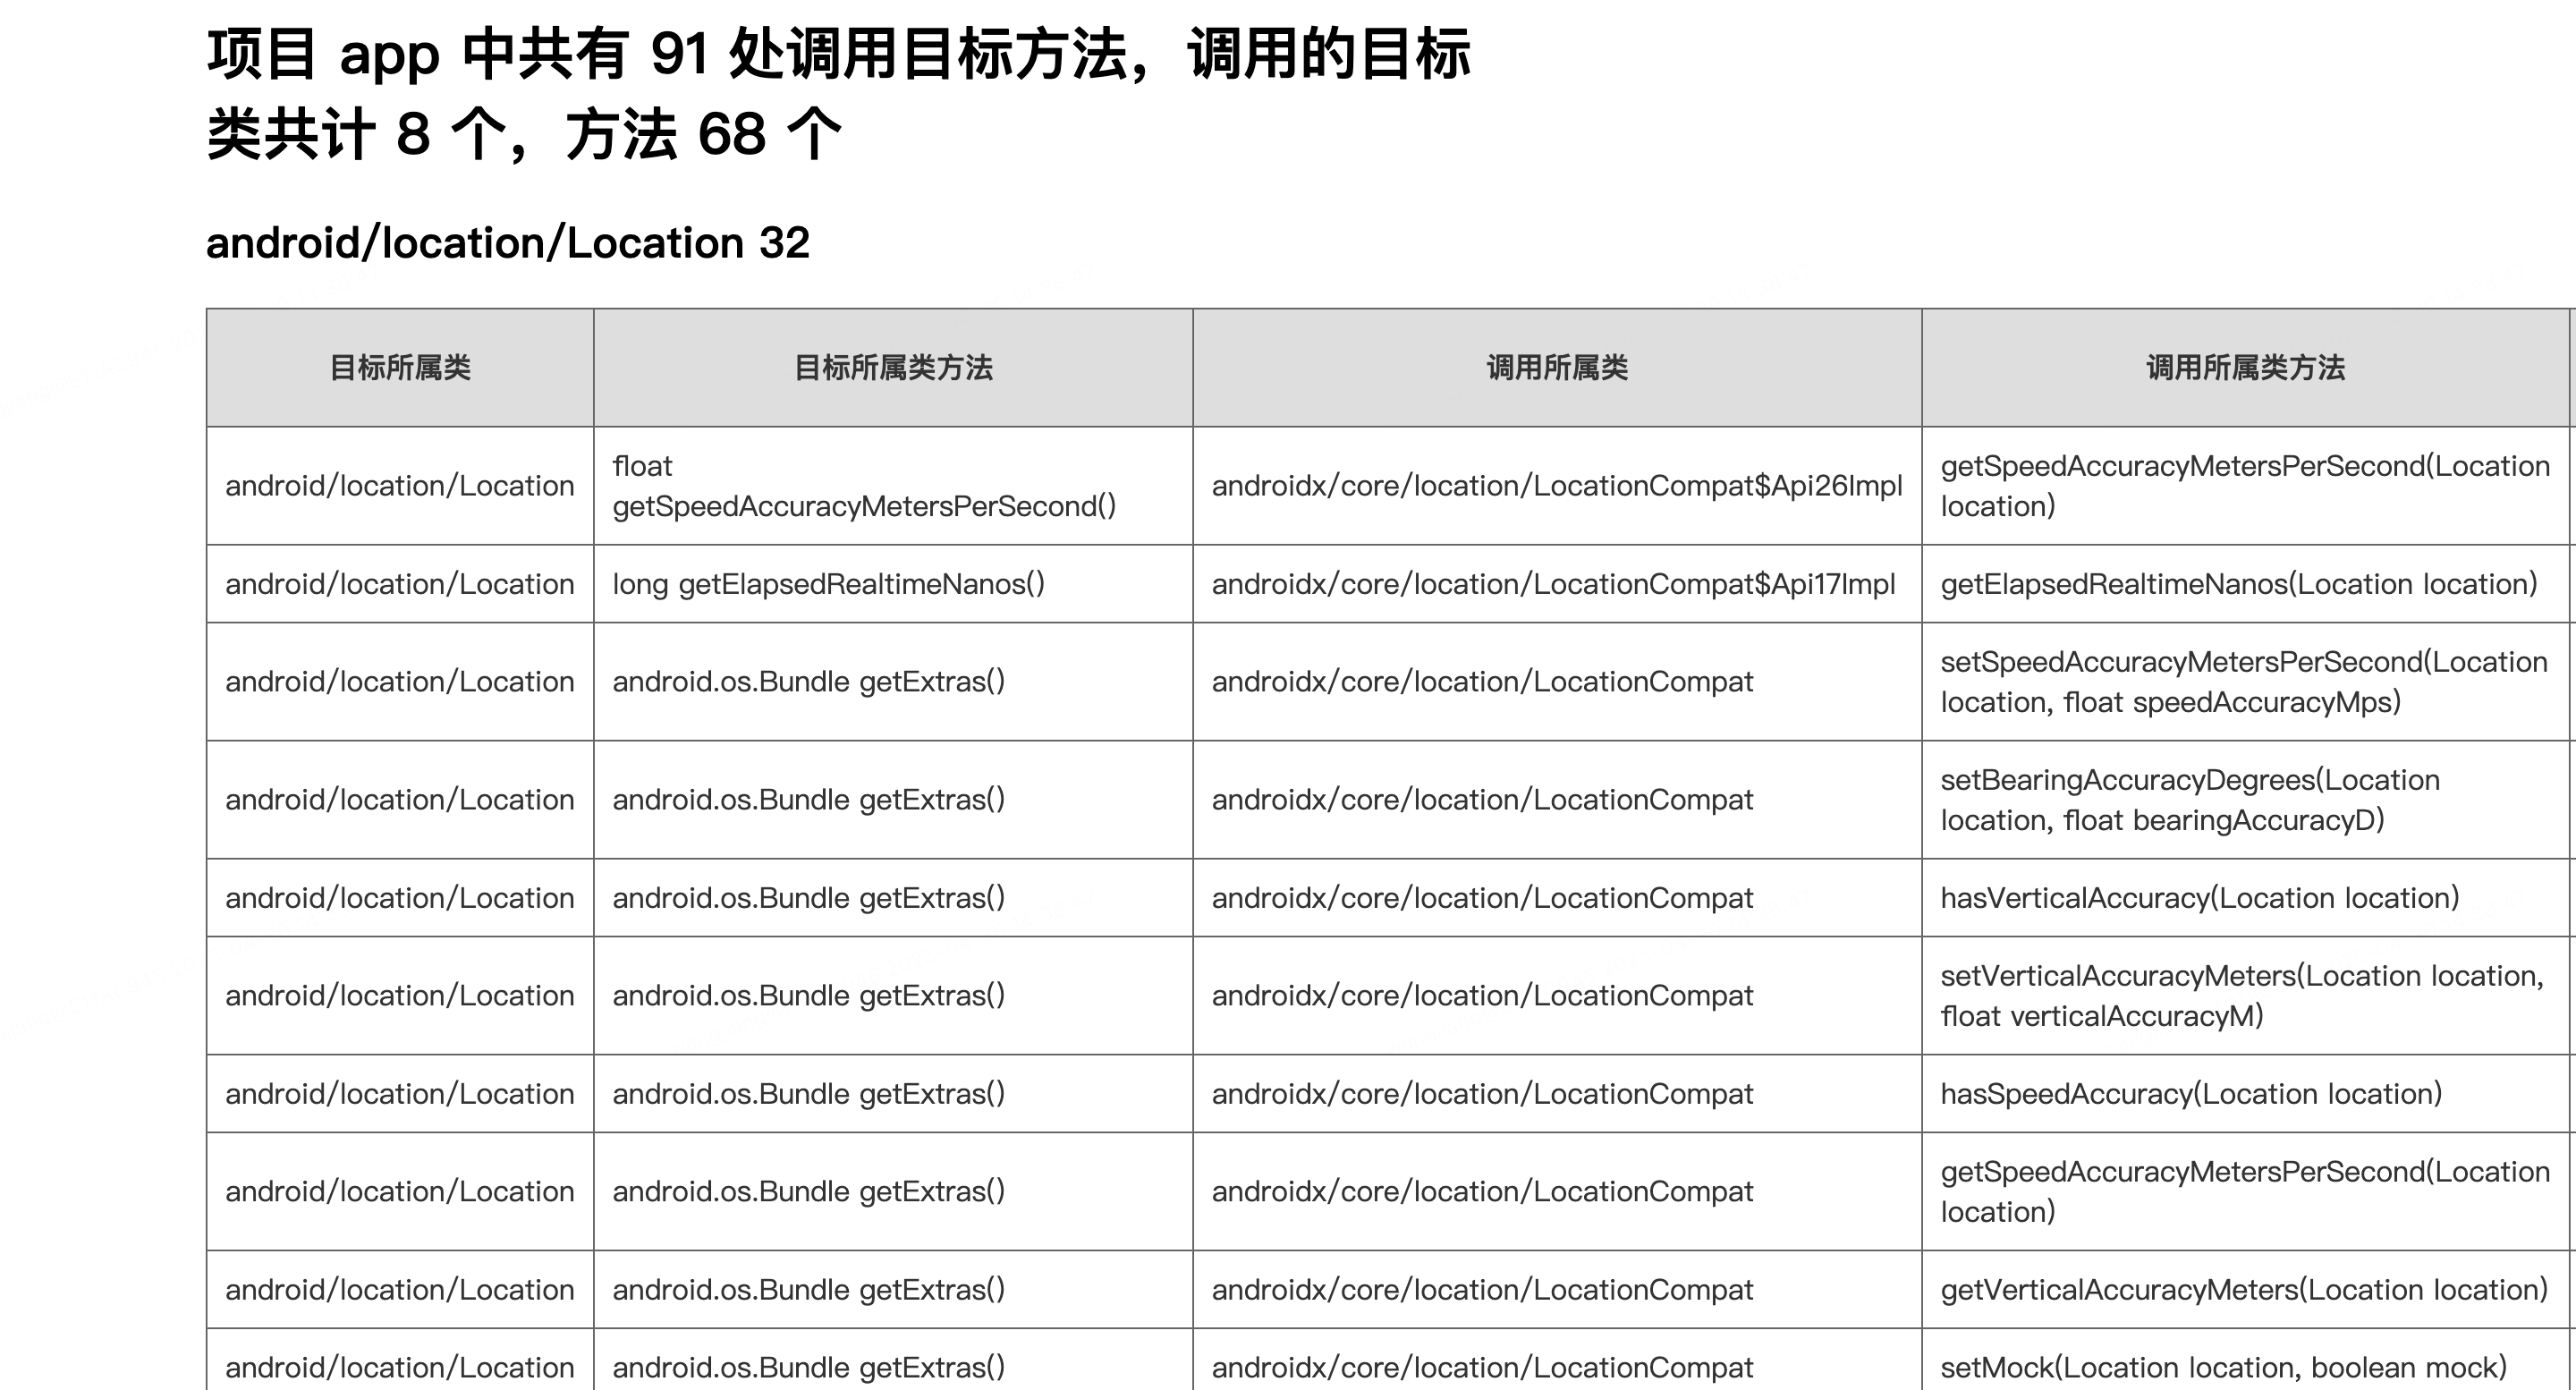 项目 app 中共有 91 处调用目标方法，调用的目标
类共计 8 个，方法 68 个
android/location/Location 32
目标所属类 目标所属类方法 调用所属类 调用所属类方法
android/location/Location float getSpeedAccuracyMetersPerSecond() androidx/core/location/LocationCompat$Api26Impl getSpeedAccuracyMetersPerSecond(Location location)
android/location/Location long getElapsedRealtimeNanos() androidx/core/location/LocationCompat$Api17Impl getElapsedRealtimeNanos(Location location)
android/location/Location android.os.Bundle getExtras() androidx/core/location/LocationCompat setSpeedAccuracyMetersPerSecond(Location location, float speedAccuracyMps)
android/location/Location android.os.Bundle getExtras() androidx/core/location/LocationCompat setBearingAccuracyDegrees(Location location, float bearingAccuracyD)
android/location/Location android.os.Bundle getExtras() androidx/core/location/LocationCompat hasVerticalAccuracy(Location location)
android/location/Location android.os.Bundle getExtras() androidx/core/location/LocationCompat setVerticalAccuracyMeters(Location location, float verticalAccuracyM)
android/location/Location android.os.Bundle getExtras() androidx/core/location/LocationCompat hasSpeedAccuracy(Location location)
android/location/Location android.os.Bundle getExtras() androidx/core/location/LocationCompat getSpeedAccuracyMetersPerSecond(Location location)
android/location/Location android.os.Bundle getExtras() androidx/core/location/LocationCompat getVerticalAccuracyMeters(Location location)
android/location/Location android.os.Bundle getExtras() androidx/core/location/LocationCompat setMock(Location location, boolean mock)